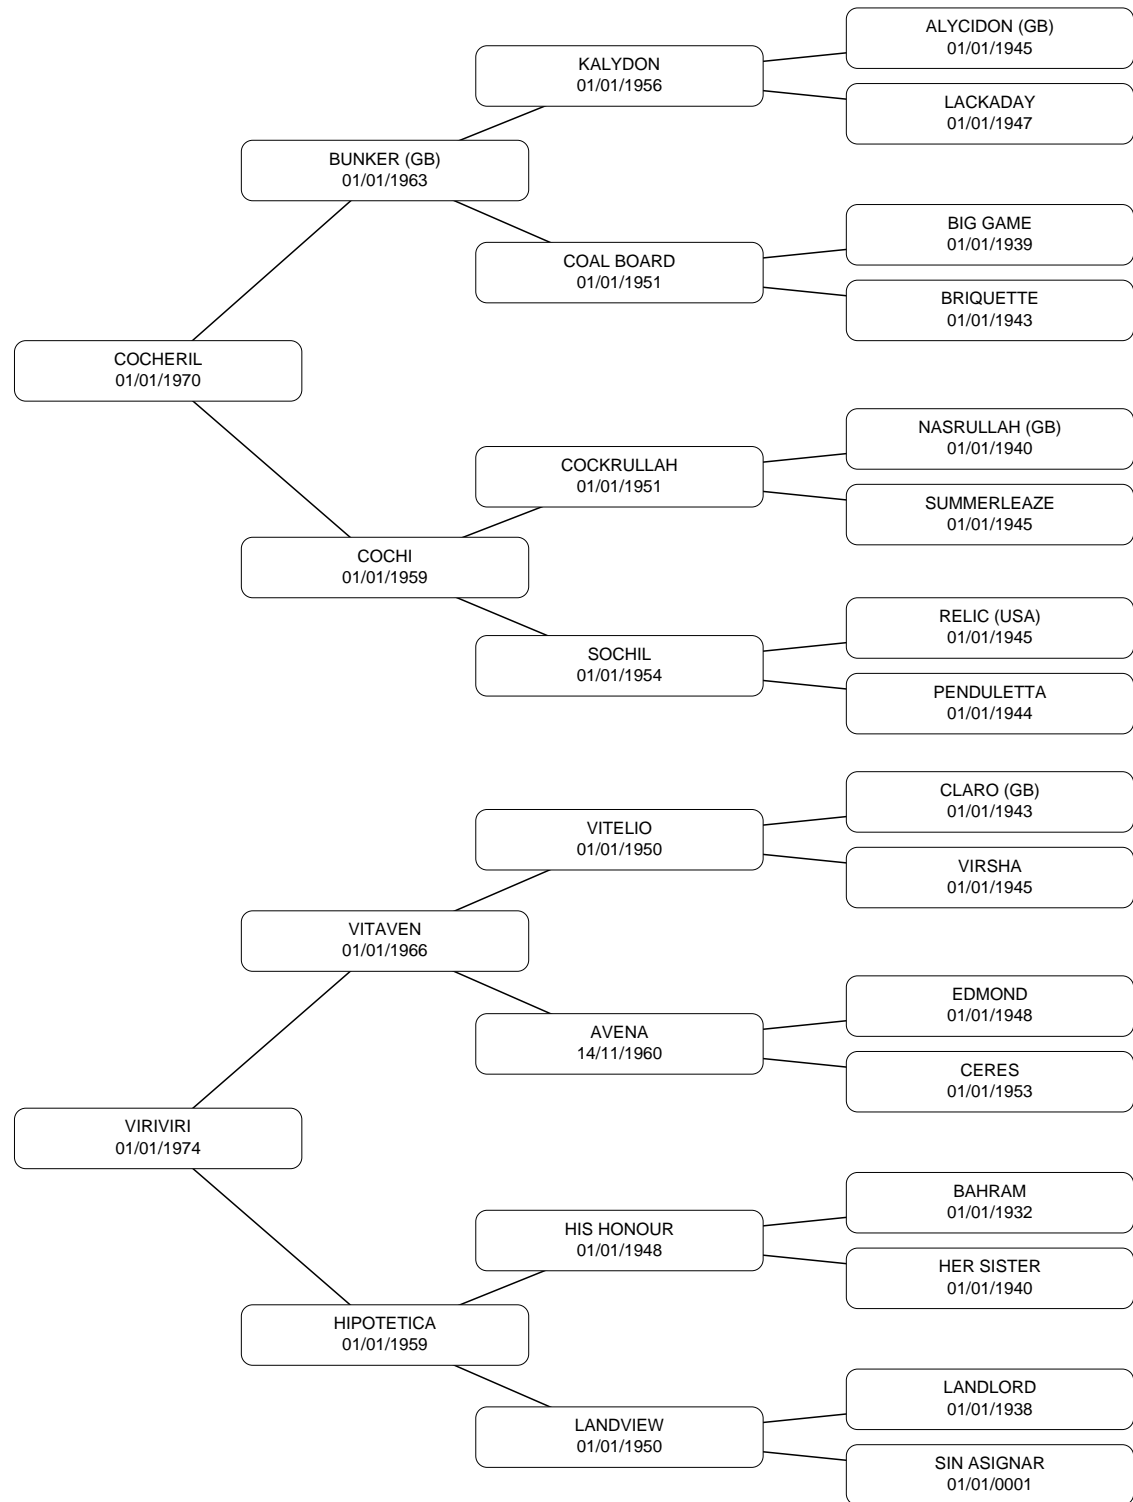 ALYCIDON (GB)
01/01/1945
KALYDON
01/01/1956
LACKADAY
01/01/1947
BUNKER (GB)
01/01/1963
BIG GAME
01/01/1939
COAL BOARD
01/01/1951
BRIQUETTE
01/01/1943
COCHERIL
01/01/1970
NASRULLAH (GB)
01/01/1940
COCKRULLAH
01/01/1951
SUMMERLEAZE
01/01/1945
COCHI
01/01/1959
RELIC (USA)
01/01/1945
SOCHIL
01/01/1954
PENDULETTA
01/01/1944
CLARO (GB)
01/01/1943
VITELIO
01/01/1950
VIRSHA
01/01/1945
VITAVEN
01/01/1966
EDMOND
01/01/1948
AVENA
14/11/1960
CERES
01/01/1953
VIRIVIRI
01/01/1974
BAHRAM
01/01/1932
HIS HONOUR
01/01/1948
HER SISTER
01/01/1940
HIPOTETICA
01/01/1959
LANDLORD
01/01/1938
LANDVIEW
01/01/1950
SIN ASIGNAR
01/01/0001